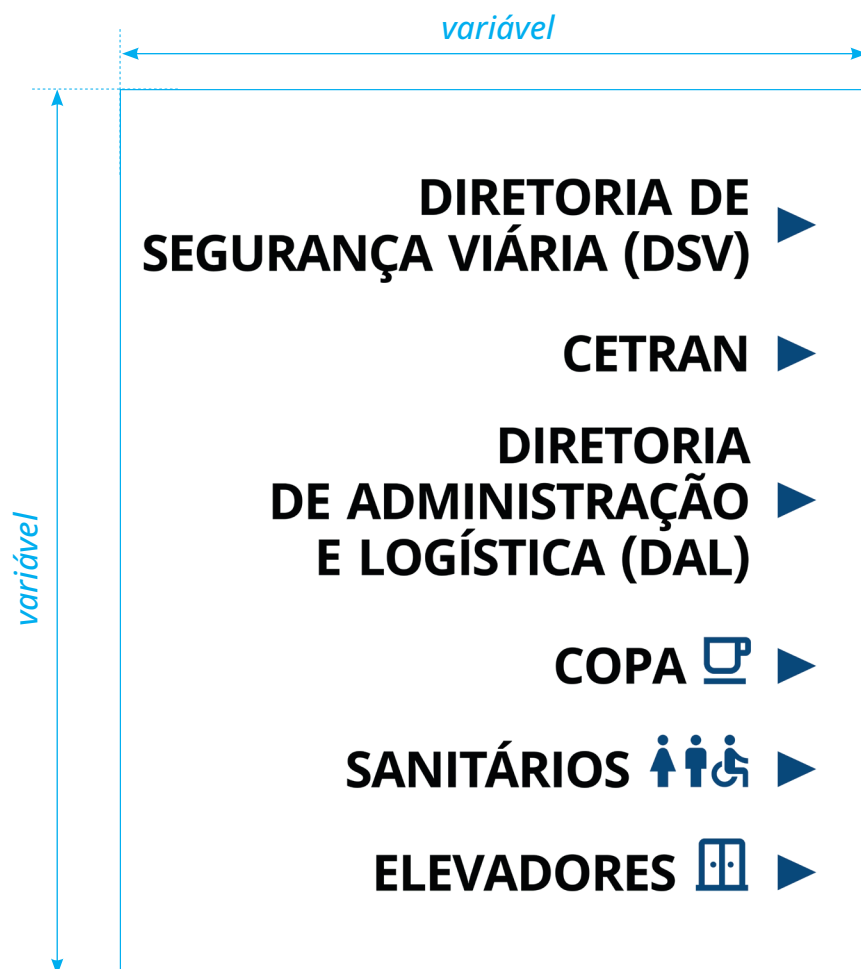 variável
DIRETORIA DE
SEGURANÇA VIÁRIA (DSV)
CETRAN
DIRETORIA
DE ADMINISTRAÇÃO
E LOGÍSTICA (DAL)
variável
COPA
SANITÁRIOS
ELEVADORES